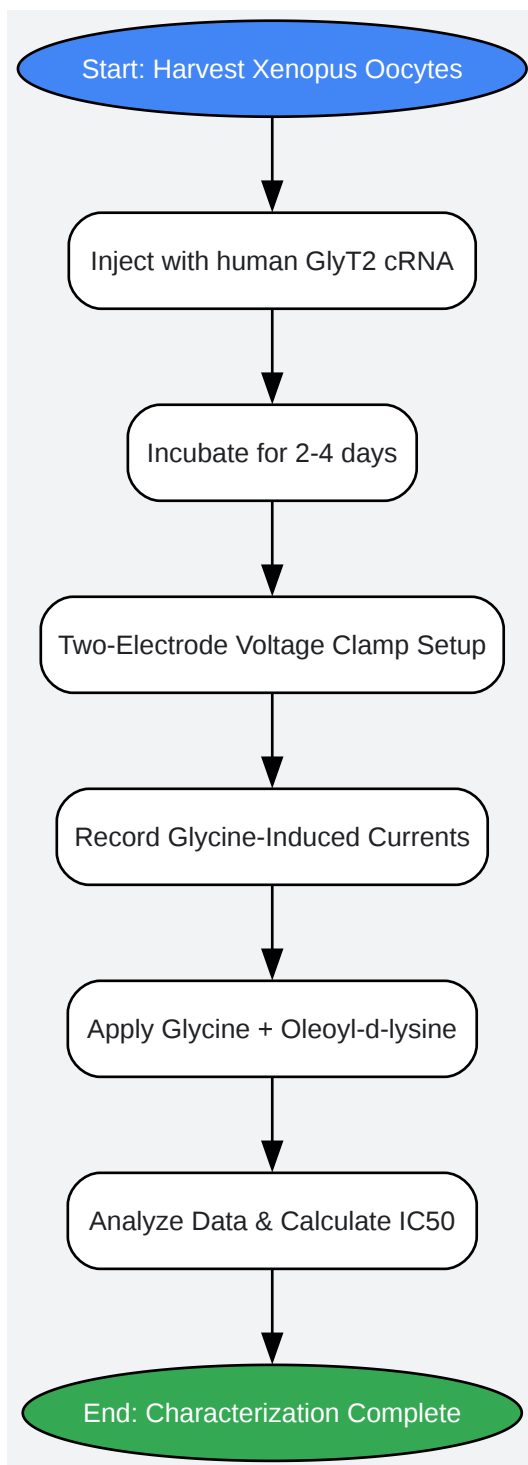 Start: Harvest Xenopus Oocytes
Inject with human GlyT2 cRNA
Incubate for 2-4 days
Two-Electrode Voltage Clamp Setup
Record Glycine-Induced Currents
Apply Glycine + Oleoyl-d-lysine
Analyze Data & Calculate IC50
End: Characterization Complete